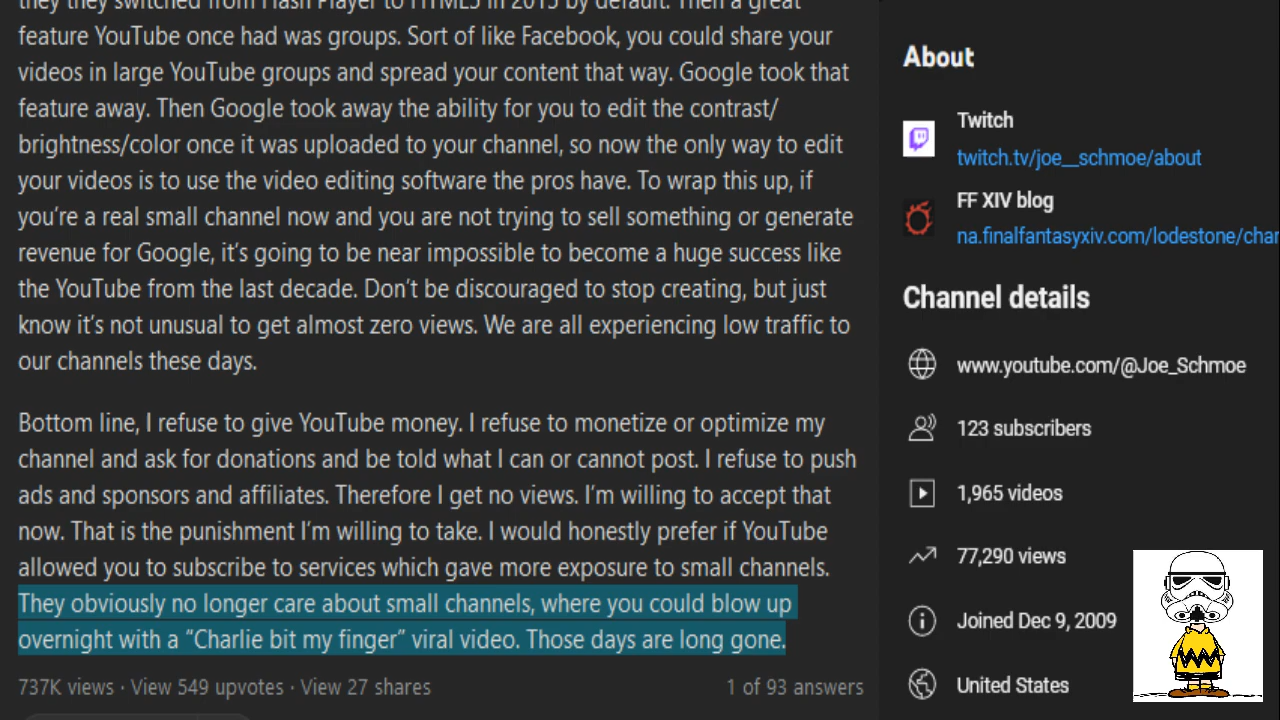 they they switched from Flash Player to HTML5 in 2015 by default. Then a great
feature YouTube once had was groups. Sort of like Facebook, you could share your
videos in large YouTube groups and spread your content that way. Google took that
feature away. Then Google took away the ability for you to edit the contrast/
brightness/color once it was uploaded to your channel, so now the only way to edit
your videos is to use the video editing software the pros have. To wrap this up, if
you’re a real small channel now and you are not trying to sell something or generate
revenue for Google, it’s going to be near impossible to become a huge success like
the YouTube from the last decade. Don’t be discouraged to stop creating, but just
know it’s not unusual to get almost zero views. We are all experiencing low traffic to
our channels these days.
Bottom line, I refuse to give YouTube money. I refuse to monetize or optimize my
channel and ask for donations and be told what I can or cannot post. I refuse to push
ads and sponsors and affiliates. Therefore I get no views. I’m willing to accept that
now. That is the punishment I’m willing to take. I would honestly prefer if YouTube
allowed you to subscribe to services which gave more exposure to small channels.
They obviously no longer care about small channels, where you could blow up
overnight with a “Charlie bit my finger” viral video. Those days are long gone.
737K views · View 549 upvotes · View 27 shares
1 of 93 answers
About
Twitch
twitch.tv/joe__schmoe/about
FF XIV blog
na.finalfantasyxiv.com/lodestone/char
Channel details
www.youtube.com/@Joe_Schmoe
123 subscribers
1,965 videos
77,290 views
Joined Dec 9, 2009
United States